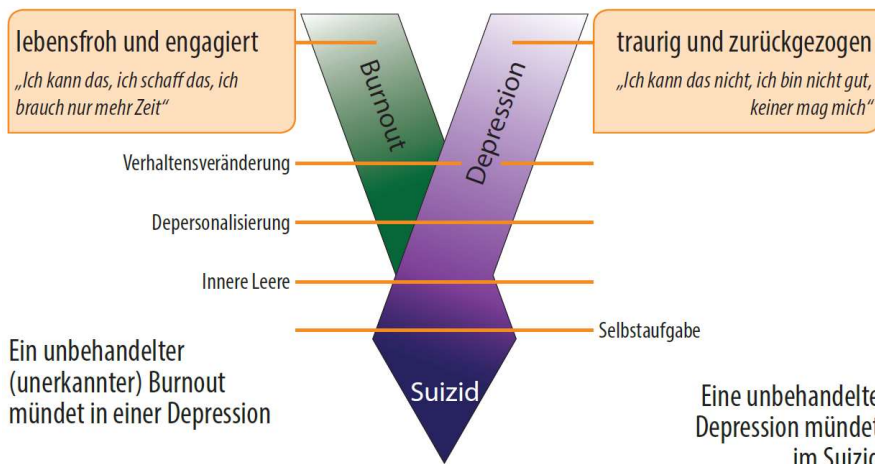 lebensfroh und engagiert
„Ich kann das, ich schaff das, ich
brauch nur mehr Zeit“
Burnout
Depression
traurig und zurückgezogen
„Ich kann das nicht, ich bin nicht gut,
keiner mag mich“
Verhaltensveränderung
Depersonalisierung
Innere Leere
Selbstaufgabe
Ein unbehandelter
(unerkannter) Burnout
mündet in einer Depression
Suizid
Eine unbehandelte
Depression mündet
im Suizid